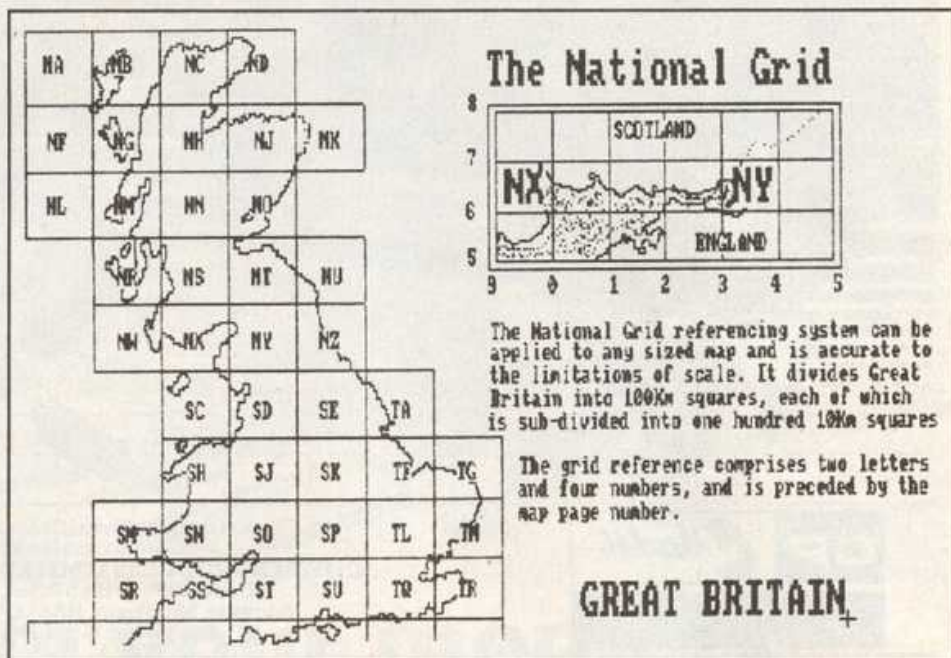 NA NB NC ND
The National Grid
8
NF NG NH NJ NK
SCOTLAND
7
NX NY
NL NM NN NO
6
ENGLAND
5
NR NS NT NU
9 0 1 2 3 4 5
NW NX NY NZ
The National Grid referencing system can be
applied to any sized map and is accurate to
the limitations of scale. It divides Great
Britain into 100Km squares, each of which
is sub-divided into one hundred 10Km squares
SC SD SE TA
The grid reference comprises two letters
and four numbers, and is preceded by the
map page number.
SH SJ SK TF TG
SM SN SO SP TL TM
SR SS ST SU TQ TR
GREAT BRITAIN